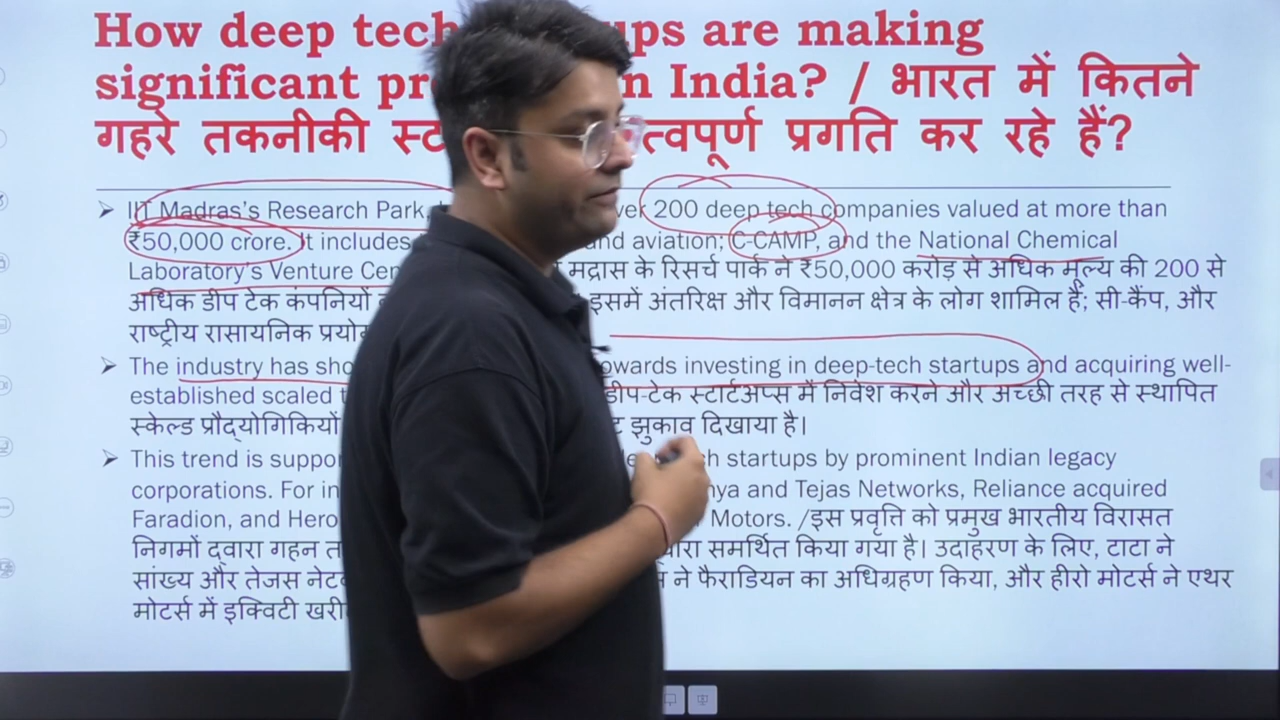 How deep tech ups are making
significant pr n India? / भारत में कितने
गहरे तकनीकी स्ट त्वपूर्ण प्रगति कर रहे हैं?
➢ IIT Madras's Research Park, ver 200 deep tech companies valued at more than
₹50,000 crore. It includes nd aviation; C-CAMP, and the National Chemical
Laboratory's Venture Cen मद्रास के रिसर्च पार्क ने ₹50,000 करोड़ से अधिक मूल्य की 200 से
अधिक डीप टेक कंपनियों इसमें अंतरिक्ष और विमानन क्षेत्र के लोग शामिल हैं; सी-कैंप, और
राष्ट्रीय रासायनिक प्रयो
➢ The industry has sho owards investing in deep-tech startups and acquiring well-
established scaled t डीप-टेक स्टार्टअप्स में निवेश करने और अच्छी तरह से स्थापित
स्केल्ड प्रौद्योगिकियों ट झुकाव दिखाया है।
➢ This trend is suppor ch startups by prominent Indian legacy
corporations. For in nya and Tejas Networks, Reliance acquired
Faradion, and Hero Motors. /इस प्रवृत्ति को प्रमुख भारतीय विरासत
निगमों द्वारा गहन त द्वारा समर्थित किया गया है। उदाहरण के लिए, टाटा ने
सांख्य और तेजस नेट ने फैराडियन का अधिग्रहण किया, और हीरो मोटर्स ने एथर
मोटर्स में इक्विटी खरी